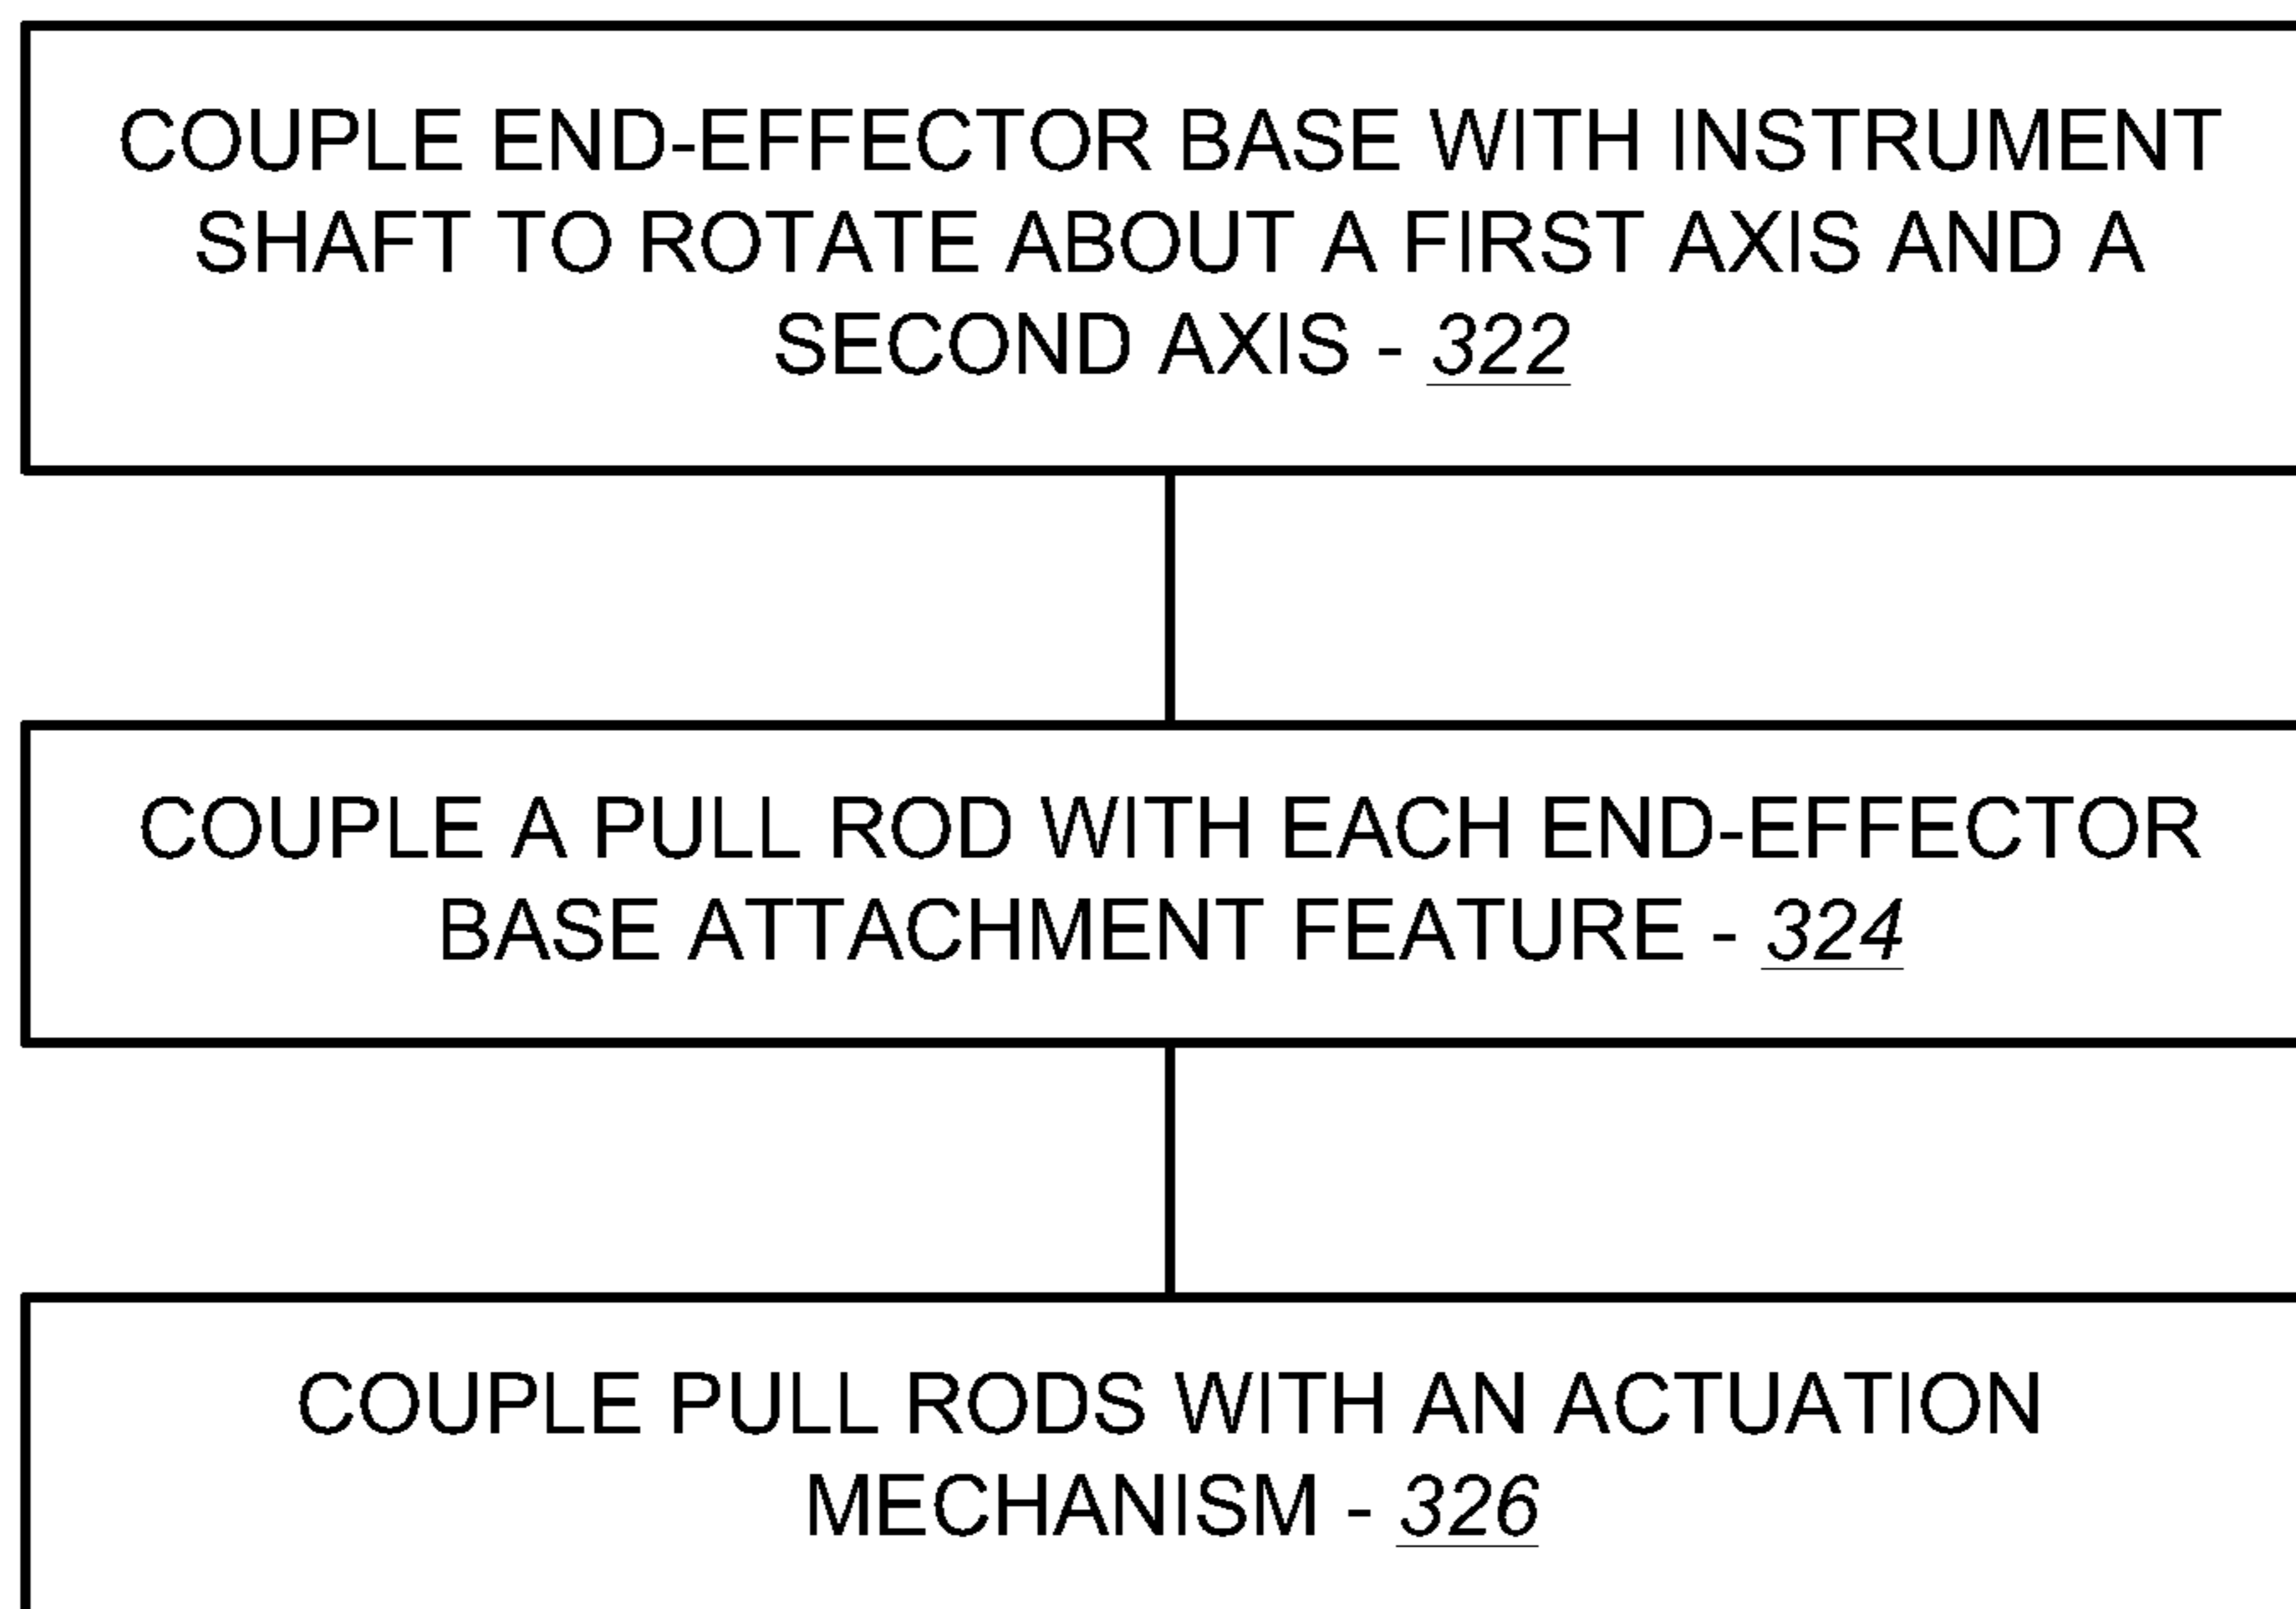 COUPLE END-EFFECTOR BASE WITH INSTRUMENT
SHAFT TO ROTATE ABOUT A FIRST AXIS AND A
SECOND AXIS - 322
COUPLE A PULL ROD WITH EACH END-EFFECTOR
BASE ATTACHMENT FEATURE - 324
COUPLE PULL RODS WITH AN ACTUATION
MECHANISM - 326